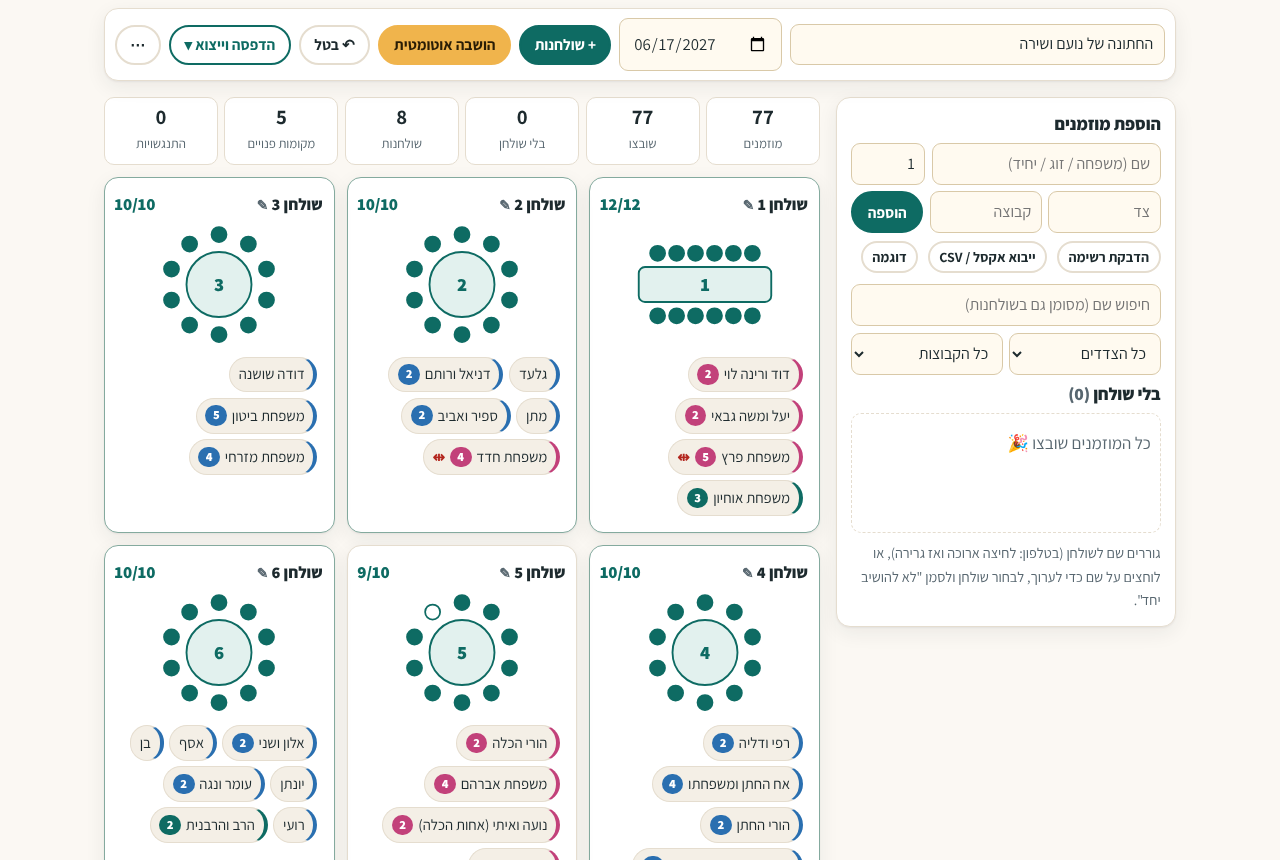 החתונה של נועם ושירה
06/17/2027
+ שולחנות
הושבה אוטומטית
↶ בטל
הדפסה וייצוא ▾
⋯
הוספת מוזמנים
שם (משפחה / זוג / יחיד)
1
צד
קבוצה
הוספה
הדבקת רשימה
ייבוא אקסל / CSV
דוגמה
חיפוש שם (מסומן גם בשולחנות)
כל הצדדים
כל הקבוצות
בלי שולחן (0)
כל המוזמנים שובצו 🎉
גוררים שם לשולחן (בטלפון: לחיצה ארוכה ואז גרירה), או
לוחצים על שם כדי לערוך, לבחור שולחן ולסמן "לא להושיב
יחד".
77
מוזמנים
77
שובצו
0
בלי שולחן
8
שולחנות
5
מקומות פנויים
0
התנגשויות
שולחן 1 ✎
12/12
1
דוד ורינה לוי 2
יעל ומשה גבאי 2
משפחת פרץ 5
משפחת אוחיון 3
שולחן 2 ✎
10/10
2
גלעד
דניאל ורותם 2
מתן
ספיר ואביב 2
משפחת חדד 4
שולחן 3 ✎
10/10
3
דודה שושנה
משפחת ביטון 5
משפחת מזרחי 4
שולחן 4 ✎
10/10
4
רפי ודליה 2
אח החתן ומשפחתו 4
הורי החתן 2
שולחן 5 ✎
9/10
5
הורי הכלה 2
משפחת אברהם 4
נועה ואיתי (אחות הכלה) 2
שולחן 6 ✎
10/10
6
אלון ושני 2
אסף
בן
יונתן
עומר ונגה 2
רועי
הרב והרבנית 2